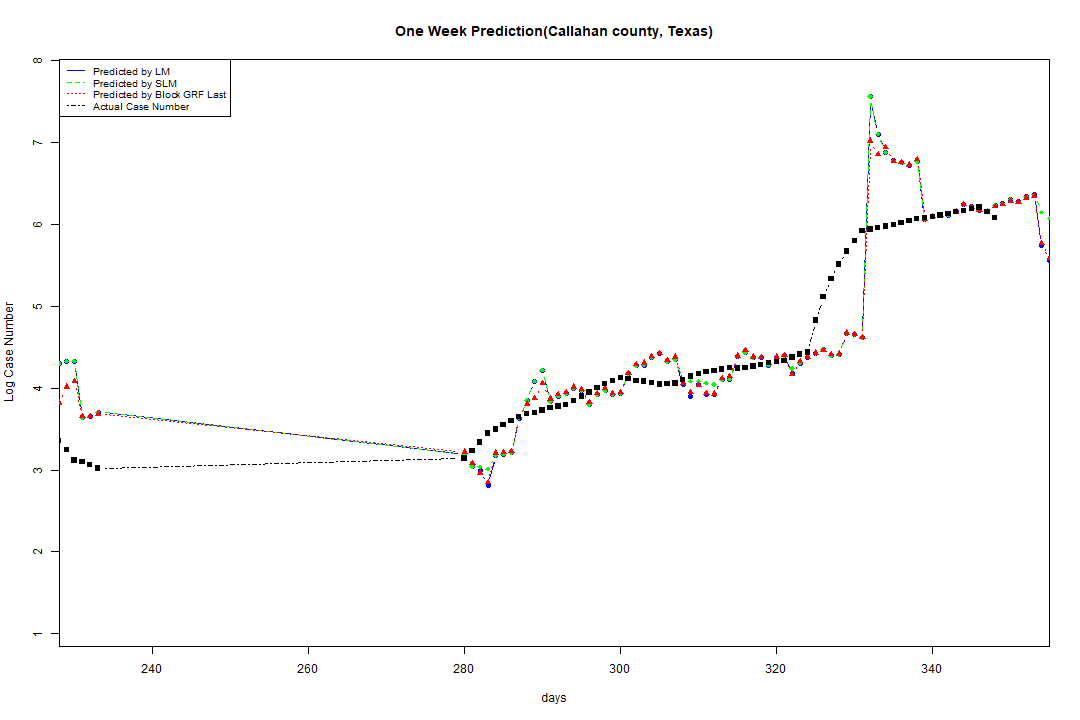 One Week Prediction(Callahan county, Texas)
Predicted by LM
Predicted by SLM
Predicted by Block GRF Last
Actual Case Number
8
7
6
5
4
3
2
1
Log Case Number
240
260
280
300
320
340
days